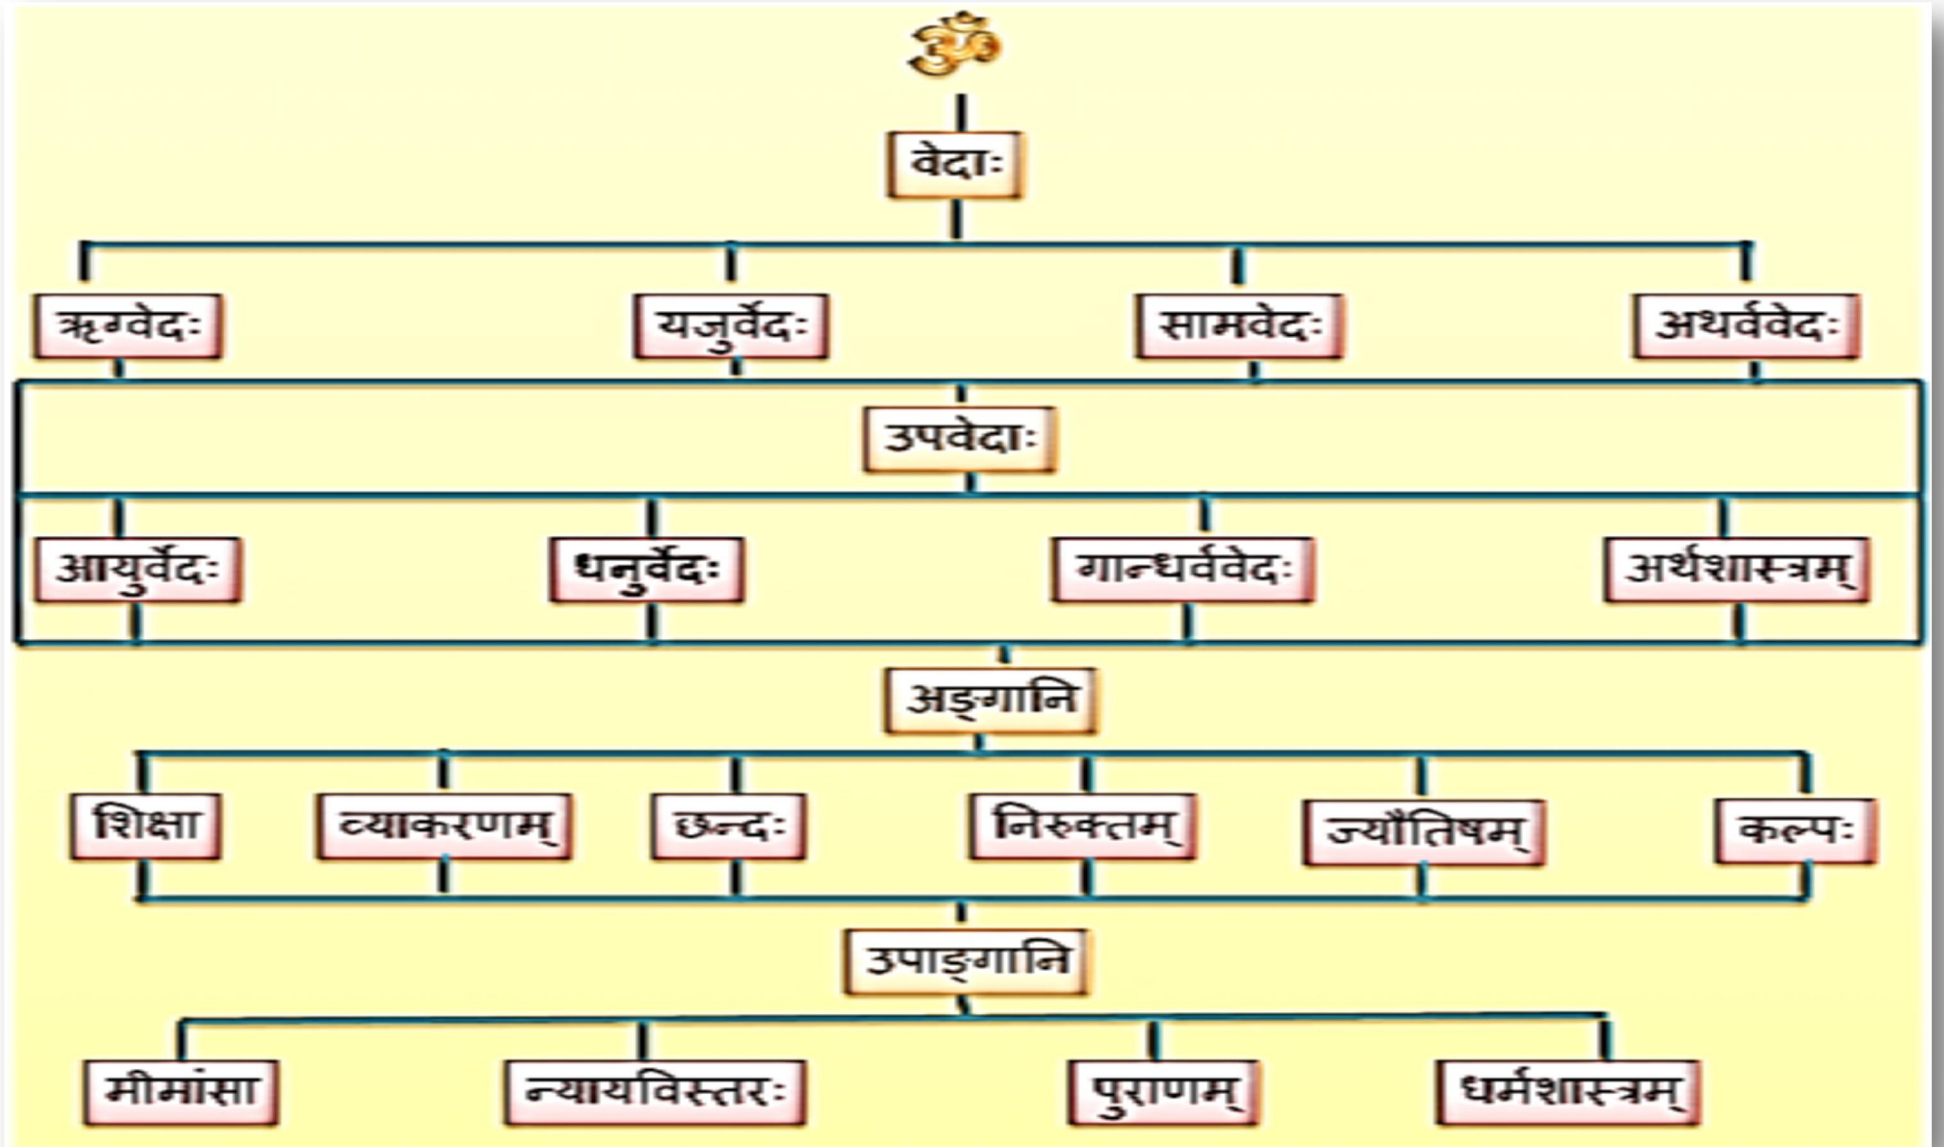 ॐ
वेदाः
ऋग्वेदः यजुर्वेदः सामवेदः अथर्ववेदः
उपवेदाः
आयुर्वेदः धनुर्वेदः गान्धर्ववेदः अर्थशास्त्रम्
अङ्गानि
शिक्षा व्याकरणम् छन्दः निरुक्तम् ज्यौतिषम् कल्पः
उपाङ्गानि
मीमांसा न्यायविस्तरः पुराणम् धर्मशास्त्रम्